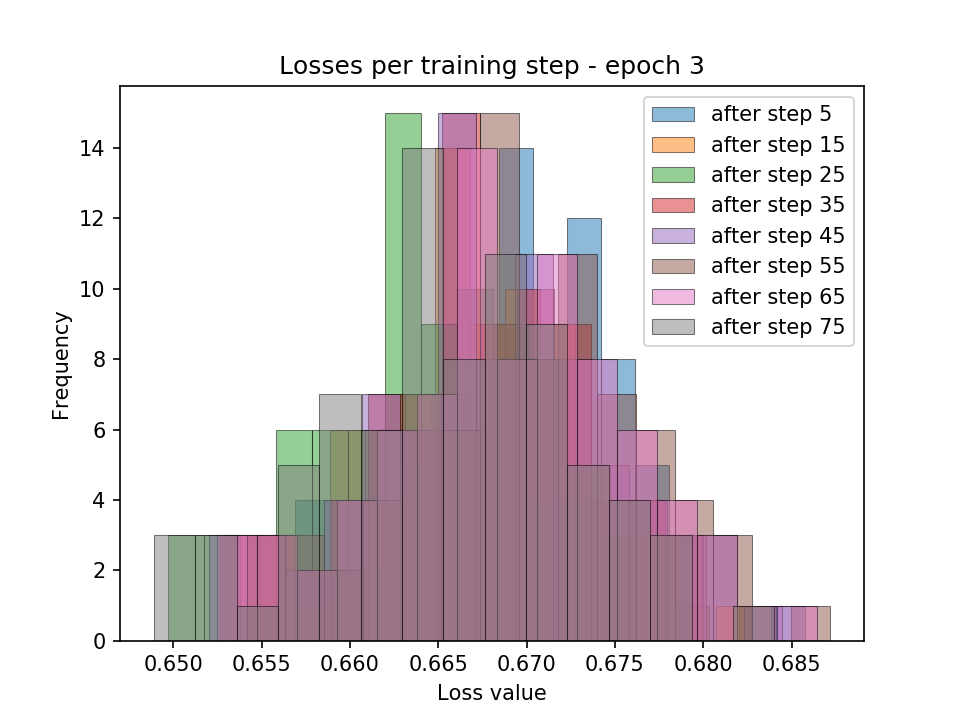 Losses per training step - epoch 3
after step 5
after step 15
after step 25
after step 35
after step 45
after step 55
after step 65
after step 75
Frequency
14
12
10
8
6
4
2
0
0.650 0.655 0.660 0.665 0.670 0.675 0.680 0.685
Loss value